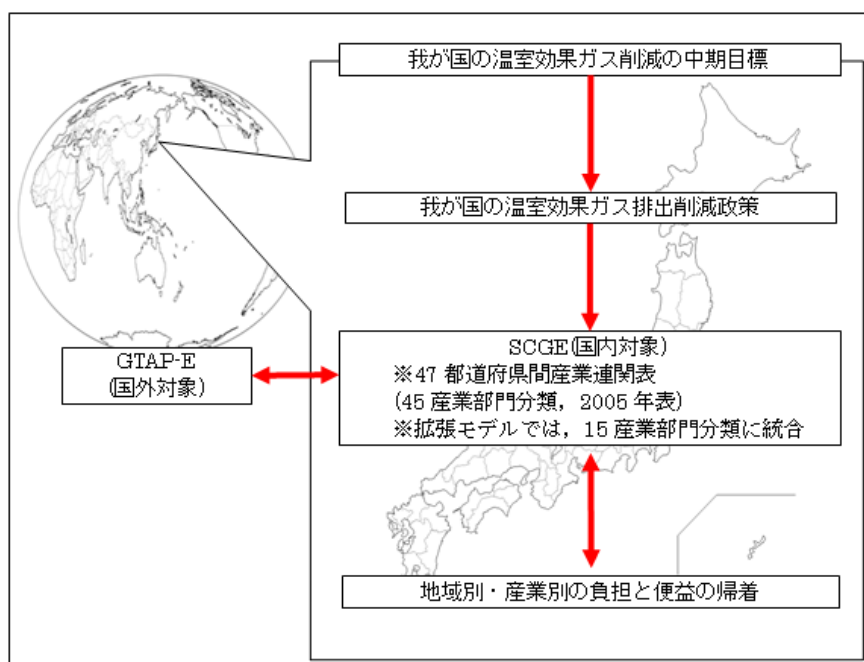 我が国の温室効果ガス削減の中期目標
我が国の温室効果ガス排出削減政策
GTAP-E
(国外対象)
SCGE(国内対象)
※47 都道府県間産業連関表
(45 産業部門分類, 2005 年表)
※拡張モデルでは, 15 産業部門分類に統合
地域別・産業別の負担と便益の帰着